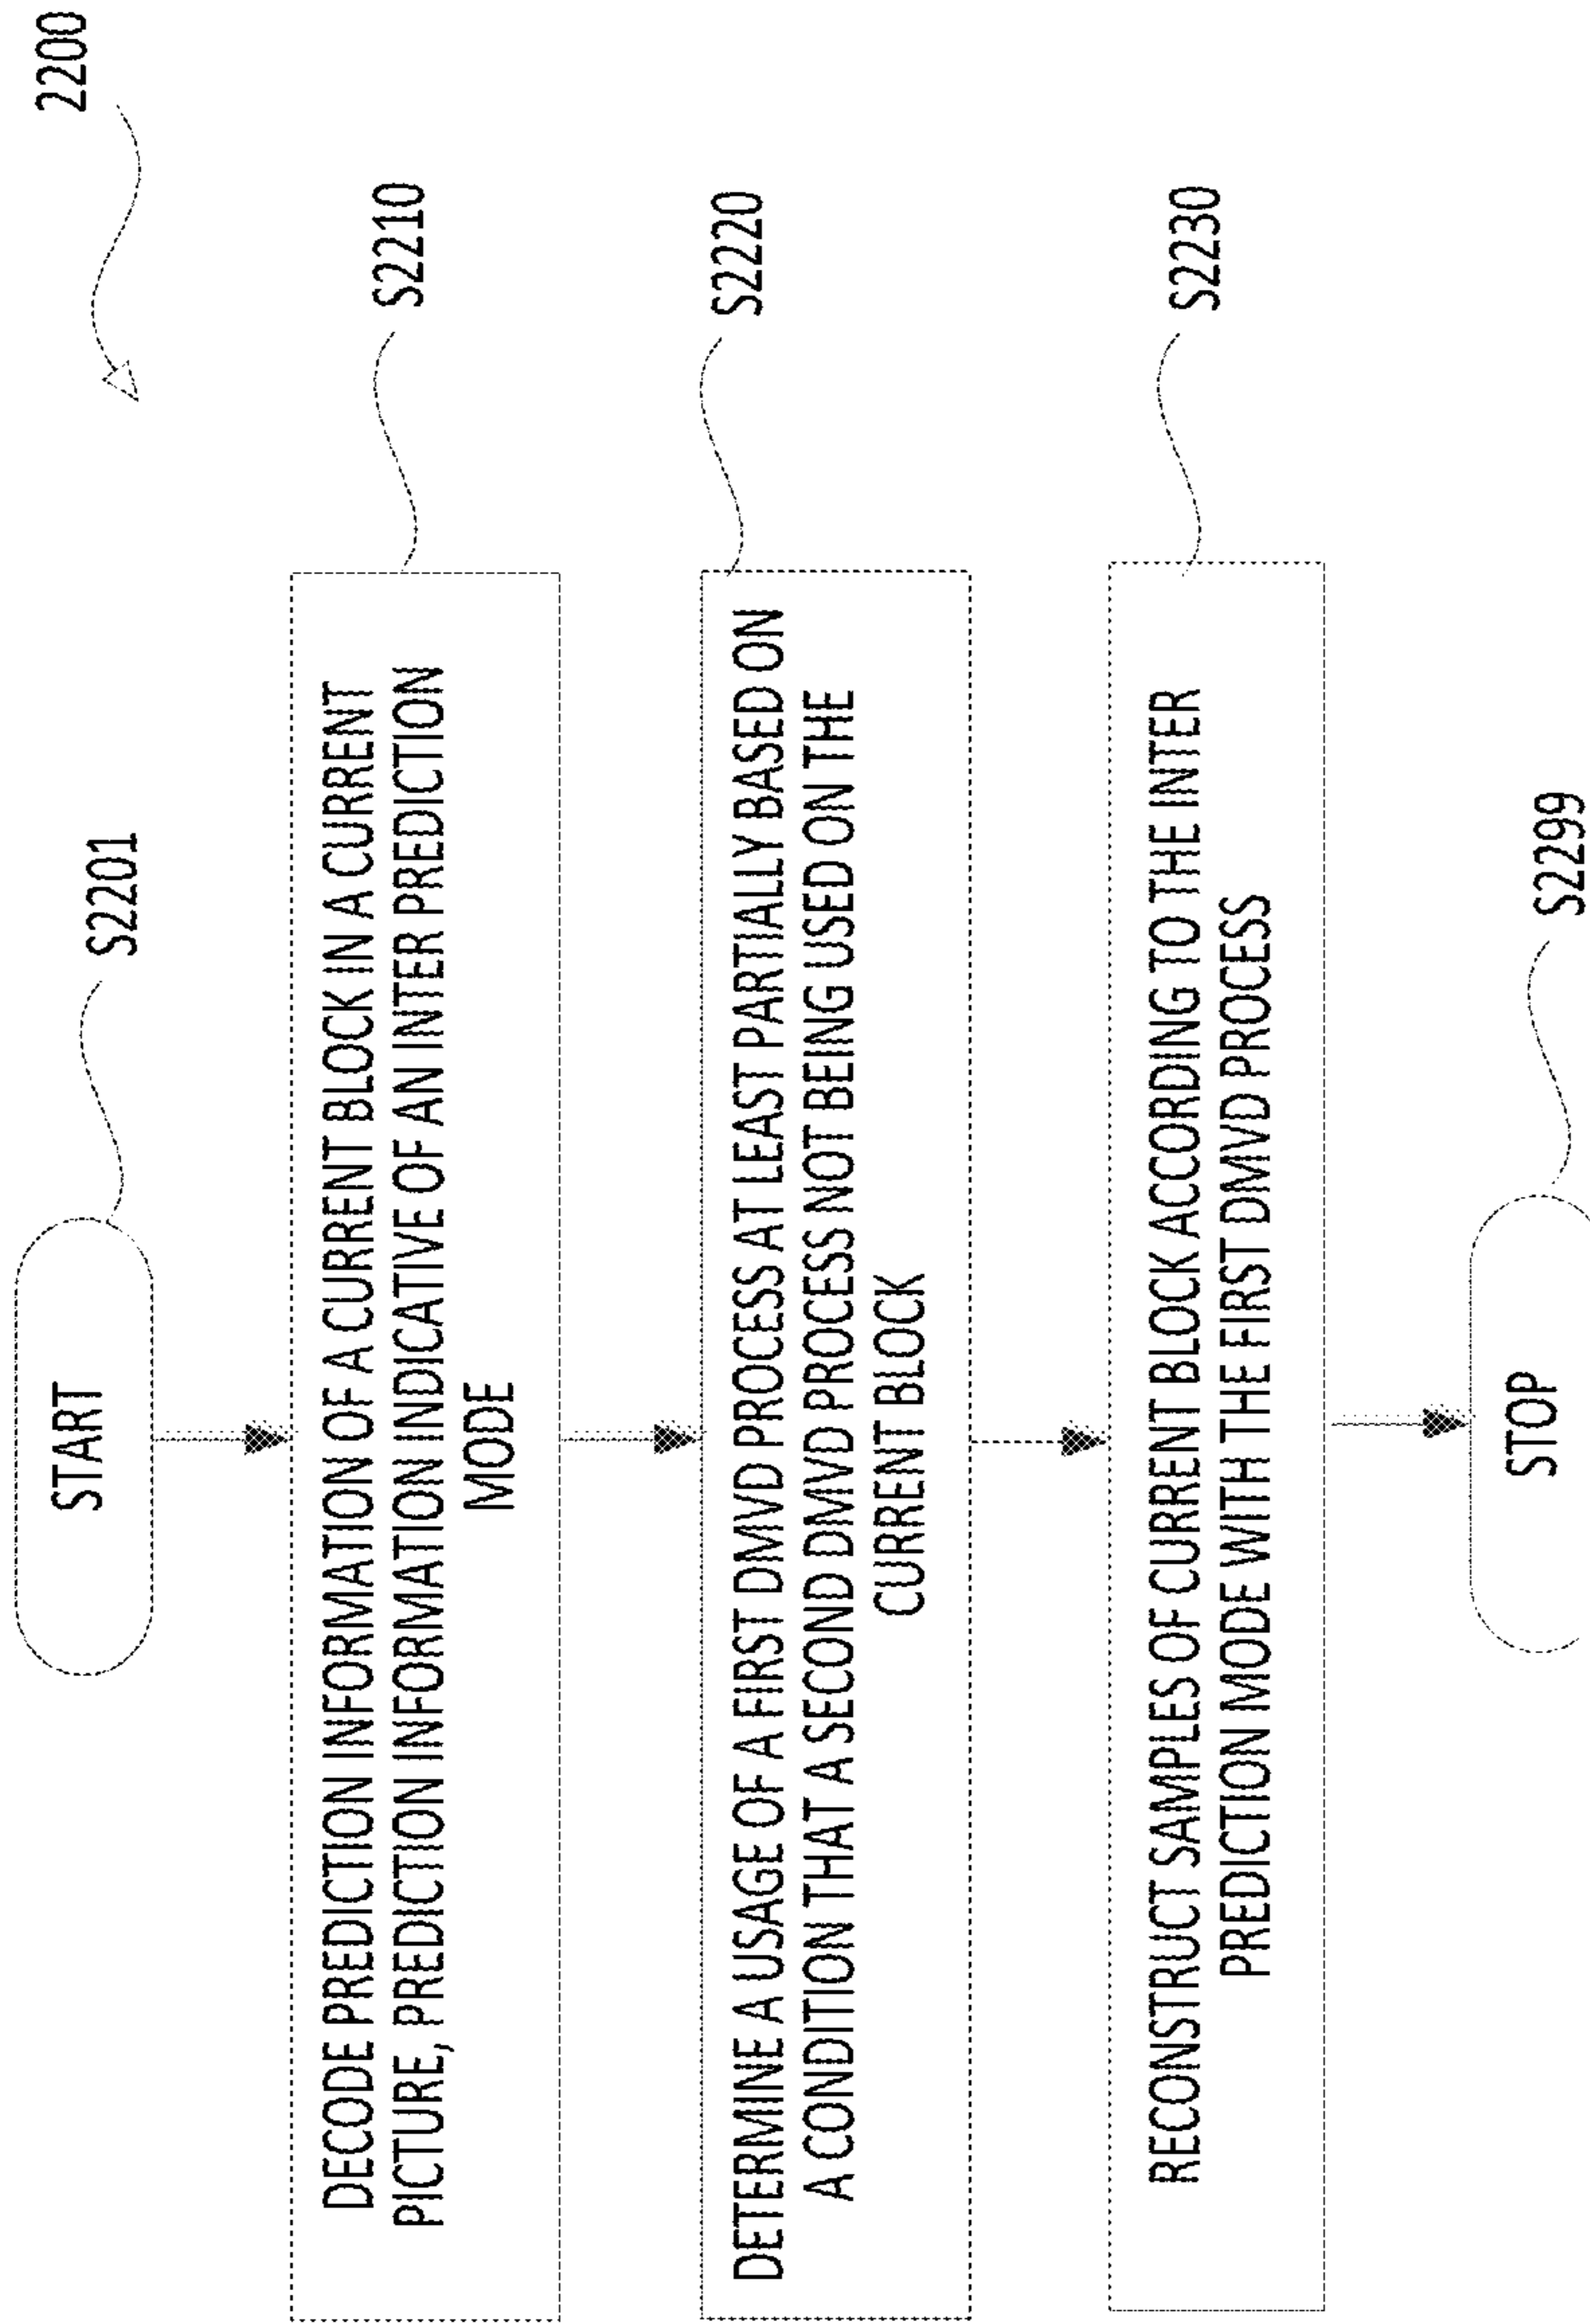 2200
START
S2201
DECODE PREDICTION INFORMATION OF A CURRENT BLOCK IN A CURRENT
PICTURE, PREDICTION INFORMATION INDICATIVE OF AN INTER PREDICTION
MODE
S2210
DETERMINE A USAGE OF A FIRST DMVD PROCESS AT LEAST PARTIALLY BASED ON
A CONDITION THAT A SECOND DMVD PROCESS NOT BEING USED ON THE
CURRENT BLOCK
S2220
RECONSTRUCT SAMPLES OF CURRENT BLOCK ACCORDING TO THE INTER
PREDICTION MODE WITH THE FIRST DMVD PROCESS
S2230
STOP
S2299